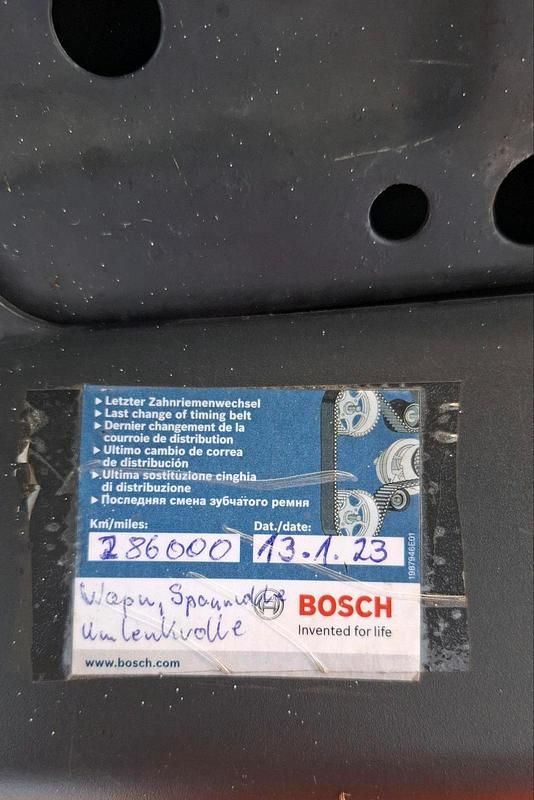 ▶ Letzter Zahnriemenwechsel
▶ Last change of timing belt
▶ Dernier changement de la
courroie de distribution
▶ Ultimo cambio de correa
de distribución
▶ Ultima sostituzione cinghia
di distribuzione
▶ Последняя смена зубчатого ремня
Km/miles: Dat./date:
286000 13.1.23
1987946E01
Wapu, Spannrolle
Umlenkrolle
BOSCH
Invented for life
www.bosch.com